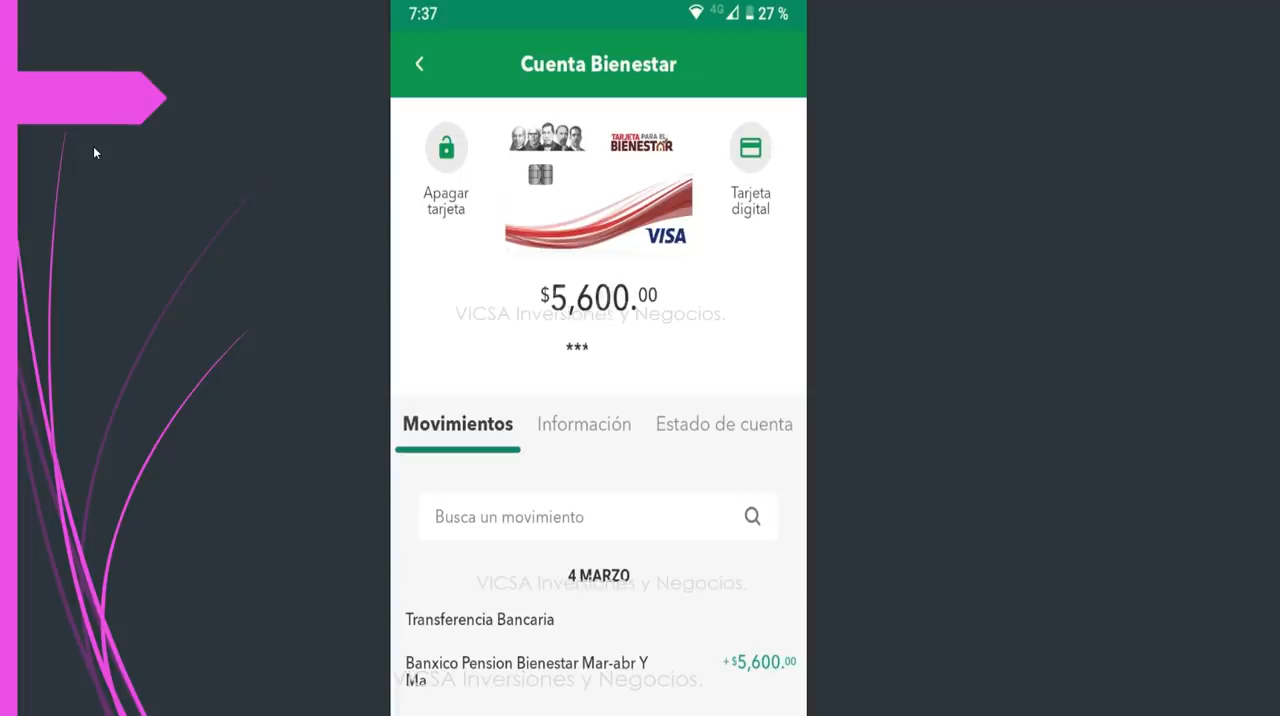 7:37
4G
27 %
Cuenta Bienestar
TARJETA PARA EL
BIENESTAR
Apagar
tarjeta
Tarjeta
digital
VISA
$5,600.00
VICSA Inversiones y Negocios.
***
Movimientos
Información
Estado de cuenta
Busca un movimiento
4 MARZO
VICSA Inversiones y Negocios.
Transferencia Bancaria
Banxico Pension Bienestar Mar-abr Y
+$5,600.00
Ma
VICSA Inversiones y Negocios.